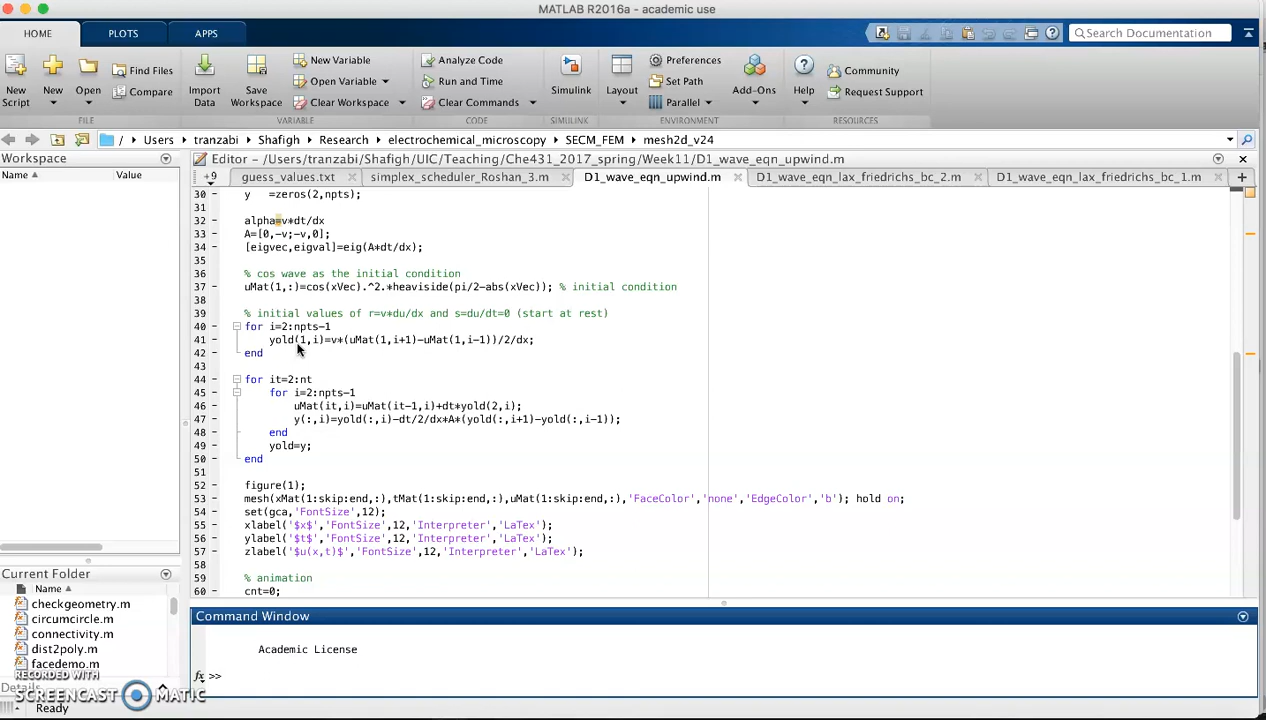 MATLAB R2016a - academic use
HOME PLOTS APPS Search Documentation
New Script New Open Find Files Compare Import Data Save Workspace New Variable Open Variable Clear Workspace Analyze Code Run and Time Clear Commands Simulink Layout Preferences Set Path Parallel Add-Ons Help Community Request Support
FILE VARIABLE CODE SIMULINK ENVIRONMENT RESOURCES
/ Users tranzabi Shafigh Research electrochemical_microscopy SECM_FEM mesh2d_v24
Workspace
Name Value
Editor - /Users/tranzabi/Shafigh/UIC/Teaching/Che431_2017_spring/Week11/D1_wave_eqn_upwind.m
+9 guess_values.txt simplex_scheduler_Roshan_3.m D1_wave_eqn_upwind.m D1_wave_eqn_lax_friedrichs_bc_2.m D1_wave_eqn_lax_friedrichs_bc_1.m
30 y =zeros(2,npts);
31
32 alpha=v*dt/dx
33 A=[0,-v;-v,0];
34 [eigvec,eigval]=eig(A*dt/dx);
35
36 % cos wave as the initial condition
37 uMat(1,:)=cos(xVec).^2.*heaviside(pi/2-abs(xVec)); % initial condition
38
39 % initial values of r=v*du/dx and s=du/dt=0 (start at rest)
40 for i=2:npts-1
41 yold(1,i)=v*(uMat(1,i+1)-uMat(1,i-1))/2/dx;
42 end
43
44 for it=2:nt
45 for i=2:npts-1
46 uMat(it,i)=uMat(it-1,i)+dt*yold(2,i);
47 y(:,i)=yold(:,i)-dt/2/dx*A*(yold(:,i+1)-yold(:,i-1));
48 end
49 yold=y;
50 end
51
52 figure(1);
53 mesh(xMat(1:skip:end,:),tMat(1:skip:end,:),uMat(1:skip:end,:),'FaceColor','none','EdgeColor','b'); hold on;
54 set(gca,'FontSize',12);
55 xlabel('$x$','FontSize',12,'Interpreter','LaTex');
56 ylabel('$t$','FontSize',12,'Interpreter','LaTex');
57 zlabel('$u(x,t)$','FontSize',12,'Interpreter','LaTex');
58
59 % animation
60 cnt=0;
Current Folder
Name
checkgeometry.m
circumcircle.m
connectivity.m
dist2poly.m
facedemo.m
Details
Command Window
Academic License
fx >>
RECORDED WITH
SCREENCAST MATIC
Ready